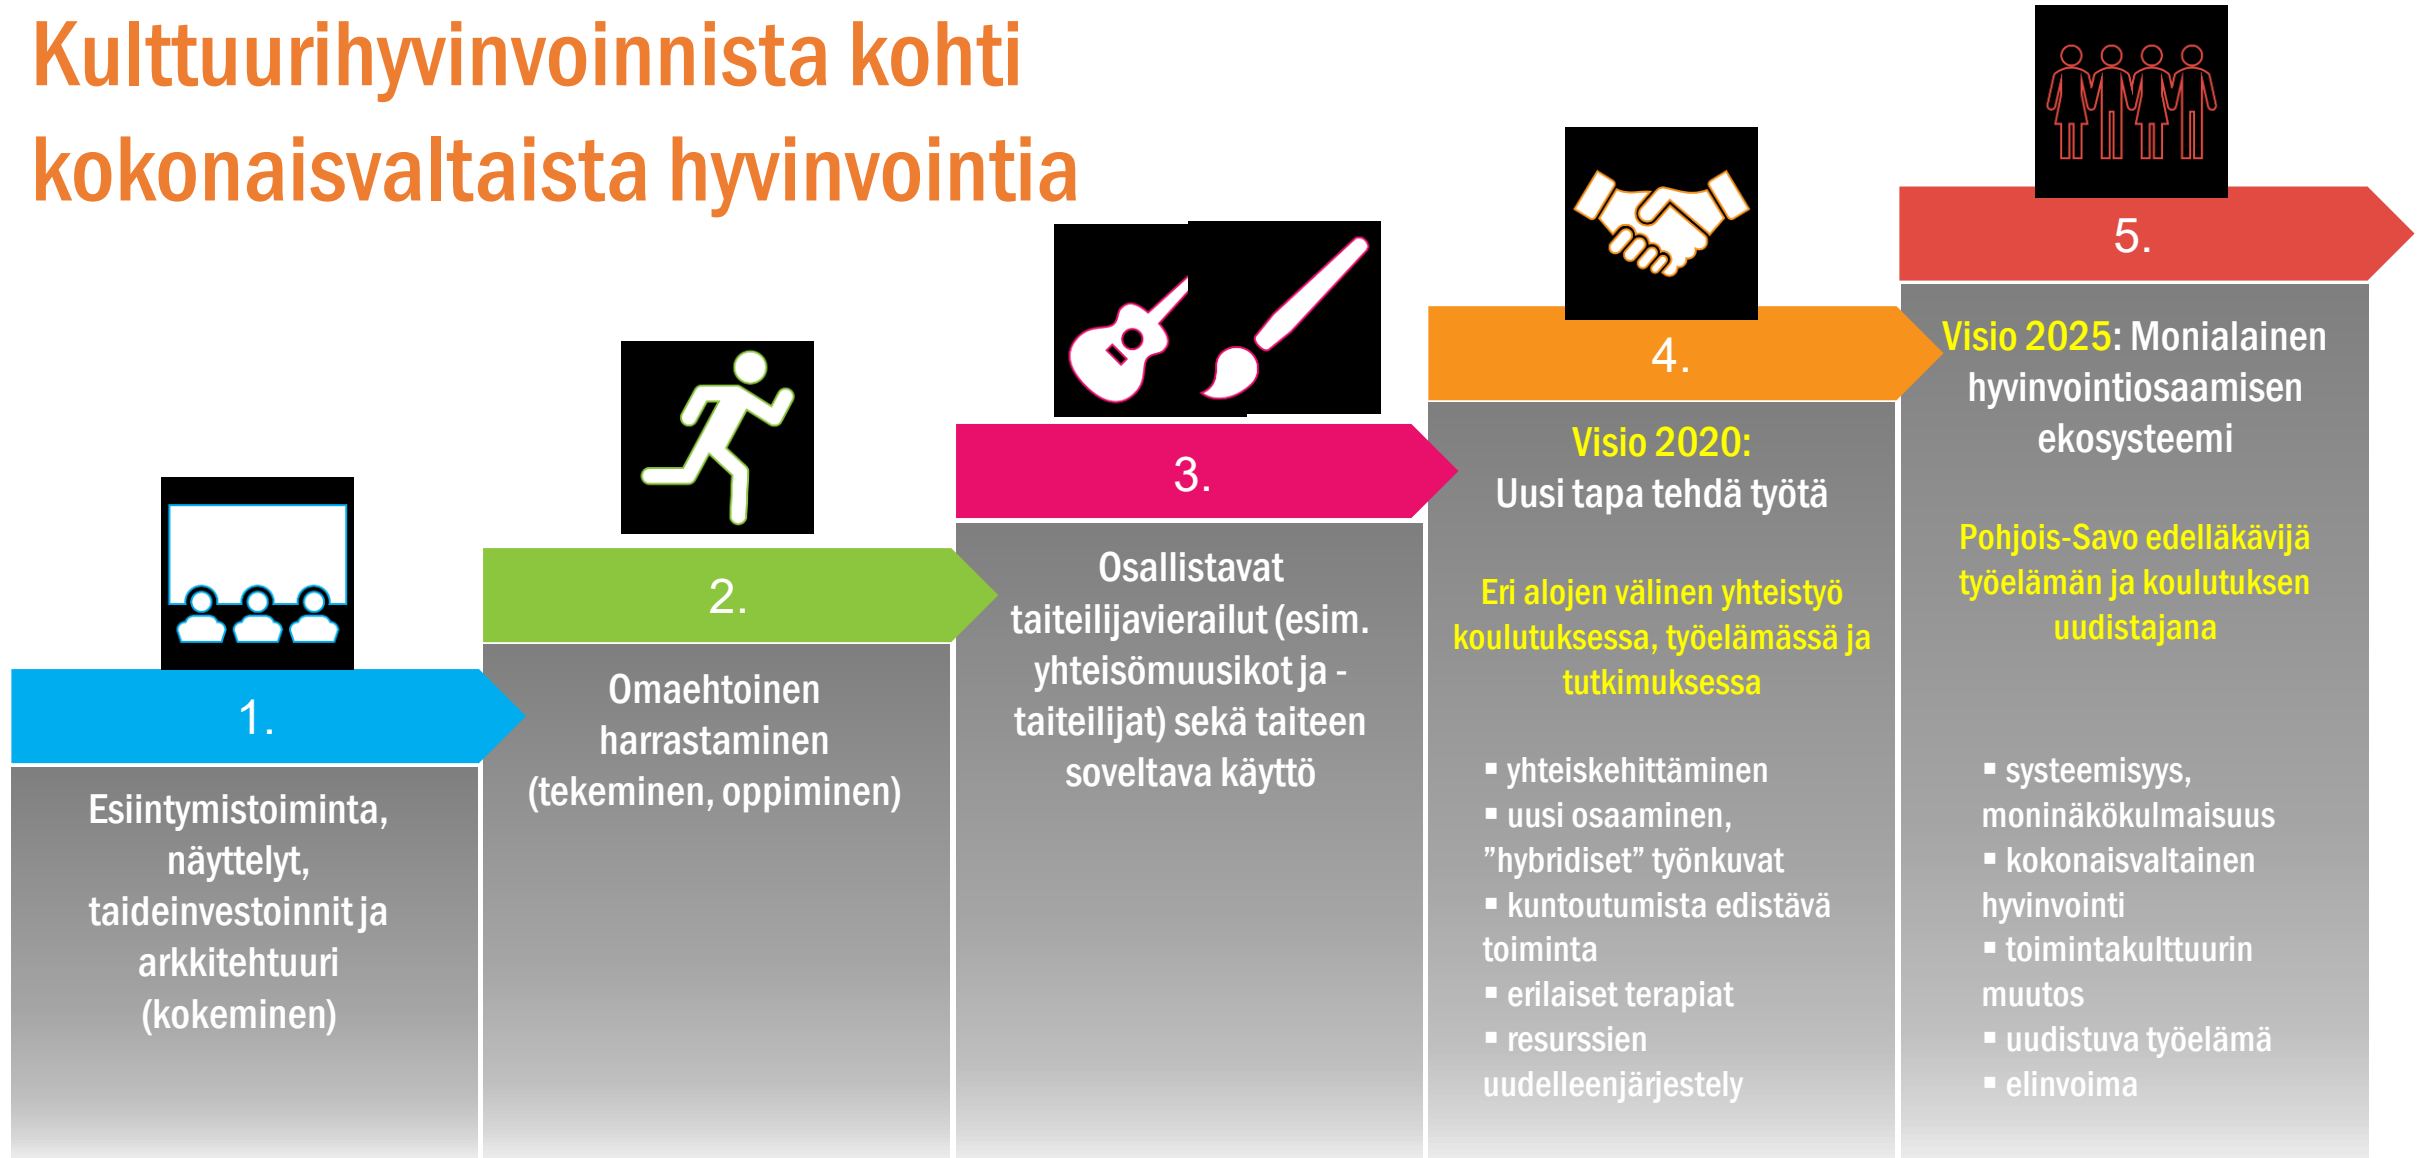 Kulttuurihyvinvoinnista kohti
kokonaisvaltaista hyvinvointia
1.
Esiintymistoiminta,
näyttelyt,
taideinvestoinnit ja
arkkitehtuuri
(kokeminen)
2.
Omaehtoinen
harrastaminen
(tekeminen, oppiminen)
3.
Osallistavat
taiteilijavierailut (esim.
yhteisömuusikot ja -
taiteilijat) sekä taiteen
soveltava käyttö
4.
Visio 2020:
Uusi tapa tehdä työtä
Eri alojen välinen yhteistyö
koulutuksessa, työelämässä ja
tutkimuksessa
▪ yhteiskehittäminen
▪ uusi osaaminen,
”hybridiset” työnkuvat
▪ kuntoutumista edistävä
toiminta
▪ erilaiset terapiat
▪ resurssien
uudelleenjärjestely
5.
Visio 2025: Monialainen
hyvinvointiosaamisen
ekosysteemi
Pohjois-Savo edelläkävijä
työelämän ja koulutuksen
uudistajana
▪ systeemisyys,
moninäkökulmaisuus
▪ kokonaisvaltainen
hyvinvointi
▪ toimintakulttuurin
muutos
▪ uudistuva työelämä
▪ elinvoima